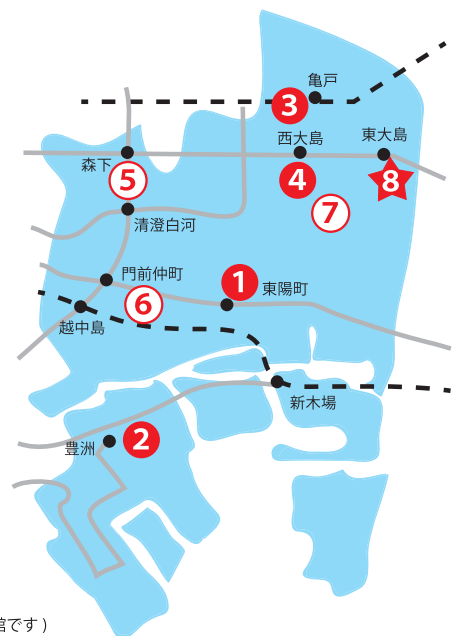 亀戸
3
西大島
東大島
森下
4
5
8
7
清澄白河
門前仲町
1
東陽町
6
越中島
新木場
豊洲
2
館です)